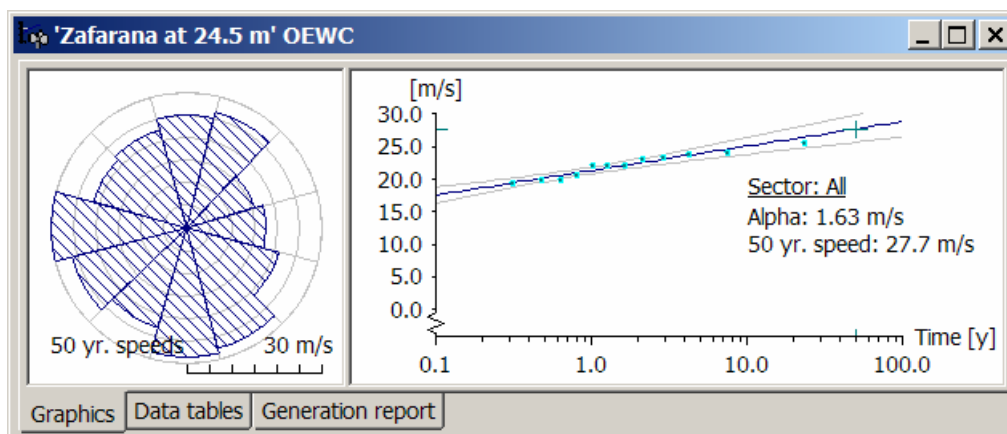 'Zafarana at 24.5 m' OEWC
50 yr. speeds 30 m/s
[m/s]
30.0
25.0
20.0
15.0
10.0
5.0
0.0
Sector: All
Alpha: 1.63 m/s
50 yr. speed: 27.7 m/s
Time [y]
0.1 1.0 10.0 100.0
Graphics Data tables Generation report